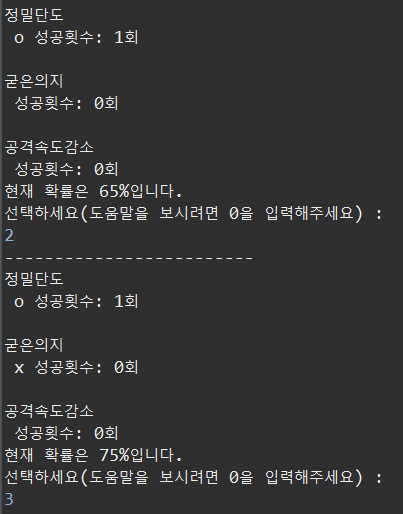 정밀단도
o 성공횟수: 1회
굳은의지
성공횟수: 0회
공격속도감소
성공횟수: 0회
현재 확률은 65%입니다.
선택하세요(도움말을 보시려면 0을 입력해주세요) :
2
-------------------------
정밀단도
o 성공횟수: 1회
굳은의지
x 성공횟수: 0회
공격속도감소
성공횟수: 0회
현재 확률은 75%입니다.
선택하세요(도움말을 보시려면 0을 입력해주세요) :
3